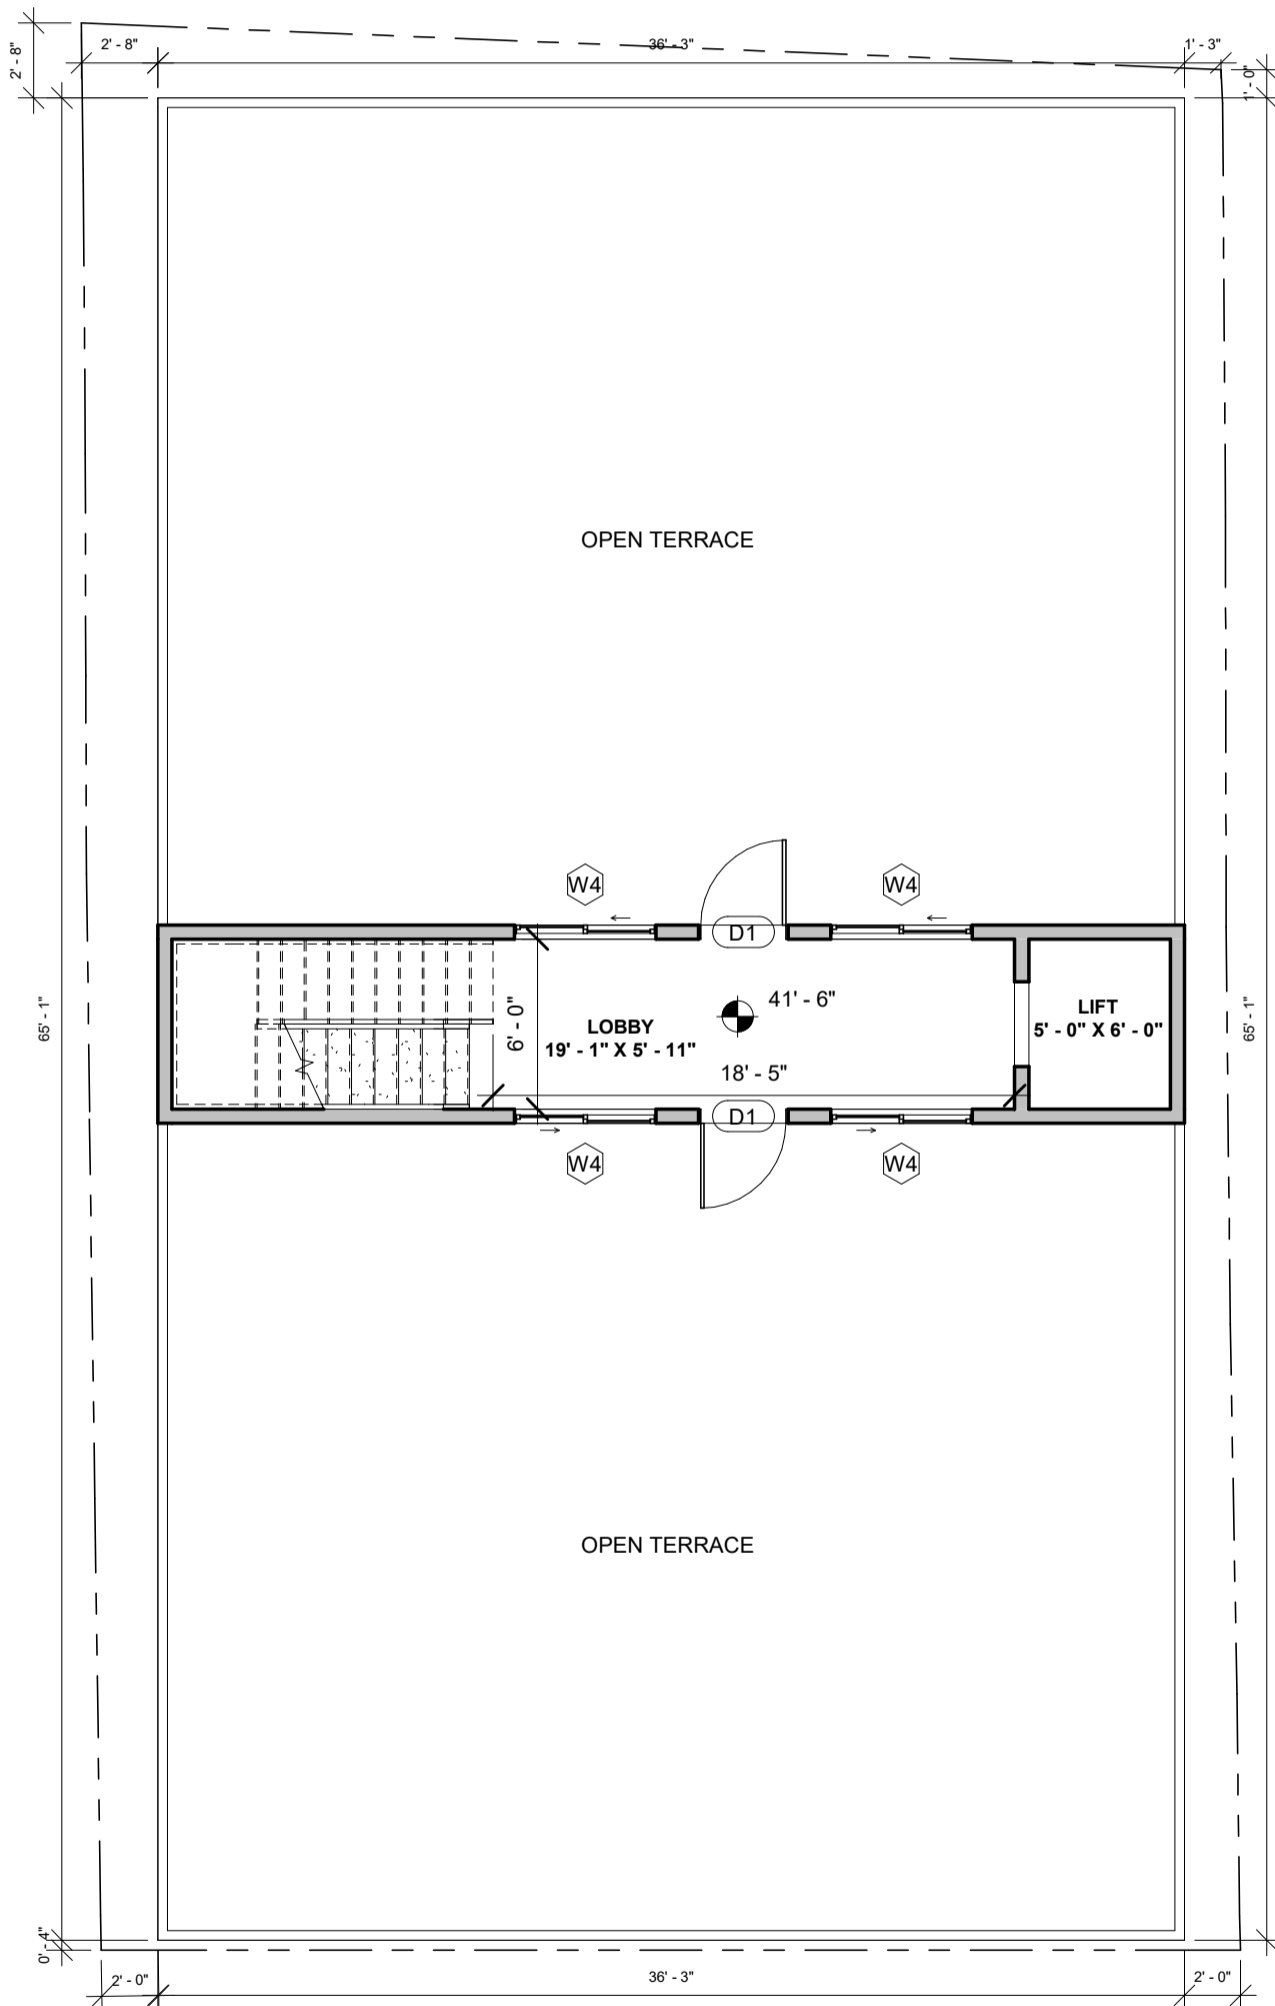 2' - 8"
2' - 8"
36' - 3"
1' - 3"
1' - 0"
OPEN TERRACE
W4
W4
D1
65' - 1"
6' - 0"
LOBBY
19' - 1" X 5' - 11"
41' - 6"
18' - 5"
LIFT
5' - 0" X 6' - 0"
65' - 1"
D1
W4
W4
OPEN TERRACE
0' - 4"
2' - 0"
36' - 3"
2' - 0"